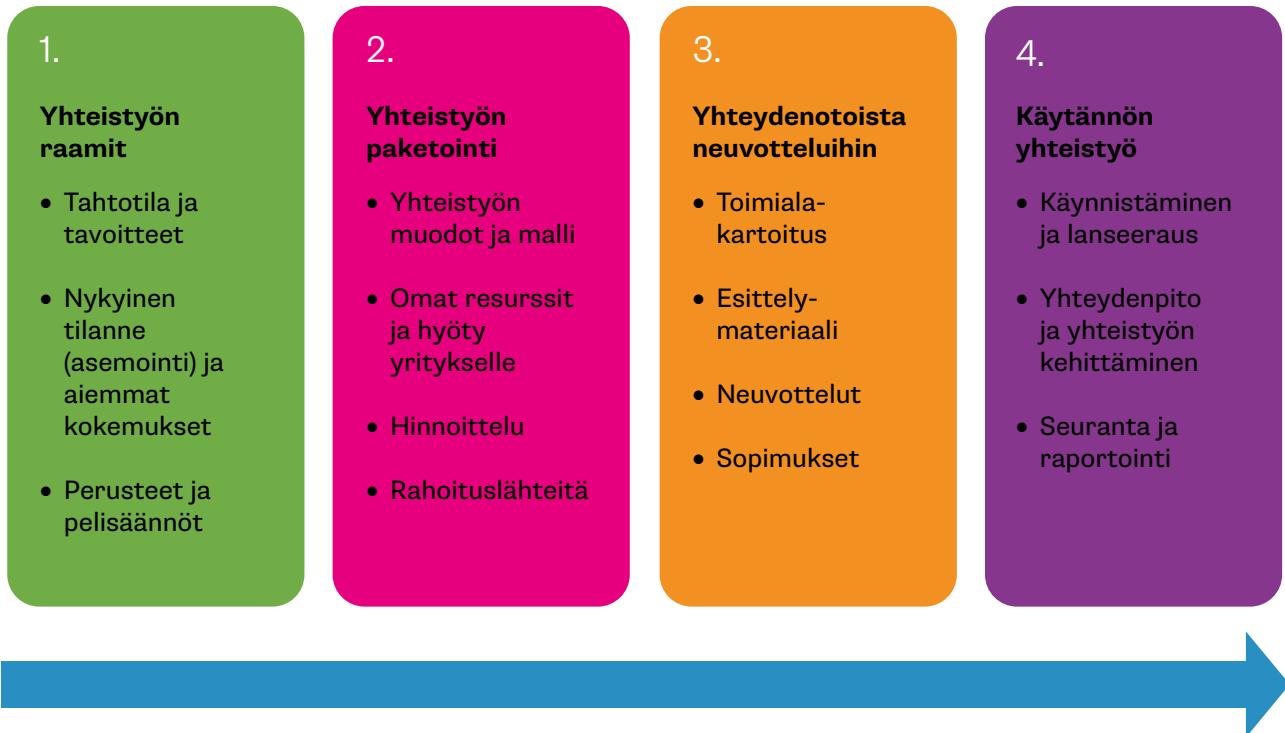 1.
Yhteistyön
raamit
• Tahtotila ja
tavoitteet
• Nykyinen
tilanne
(asemointi) ja
aiemmat
kokemukset
• Perusteet ja
pelisäännöt
2.
Yhteistyön
paketointi
• Yhteistyön
muodot ja malli
• Omat resurssit
ja hyöty
yritykselle
• Hinnoittelu
• Rahoituslähteitä
3.
Yhteydenotoista
neuvotteluihin
• Toimiala-
kartoitus
• Esittely-
materiaali
• Neuvottelut
• Sopimukset
4.
Käytännön
yhteistyö
• Käynnistäminen
ja lanseeraus
• Yhteydenpito
ja yhteistyön
kehittäminen
• Seuranta ja
raportointi